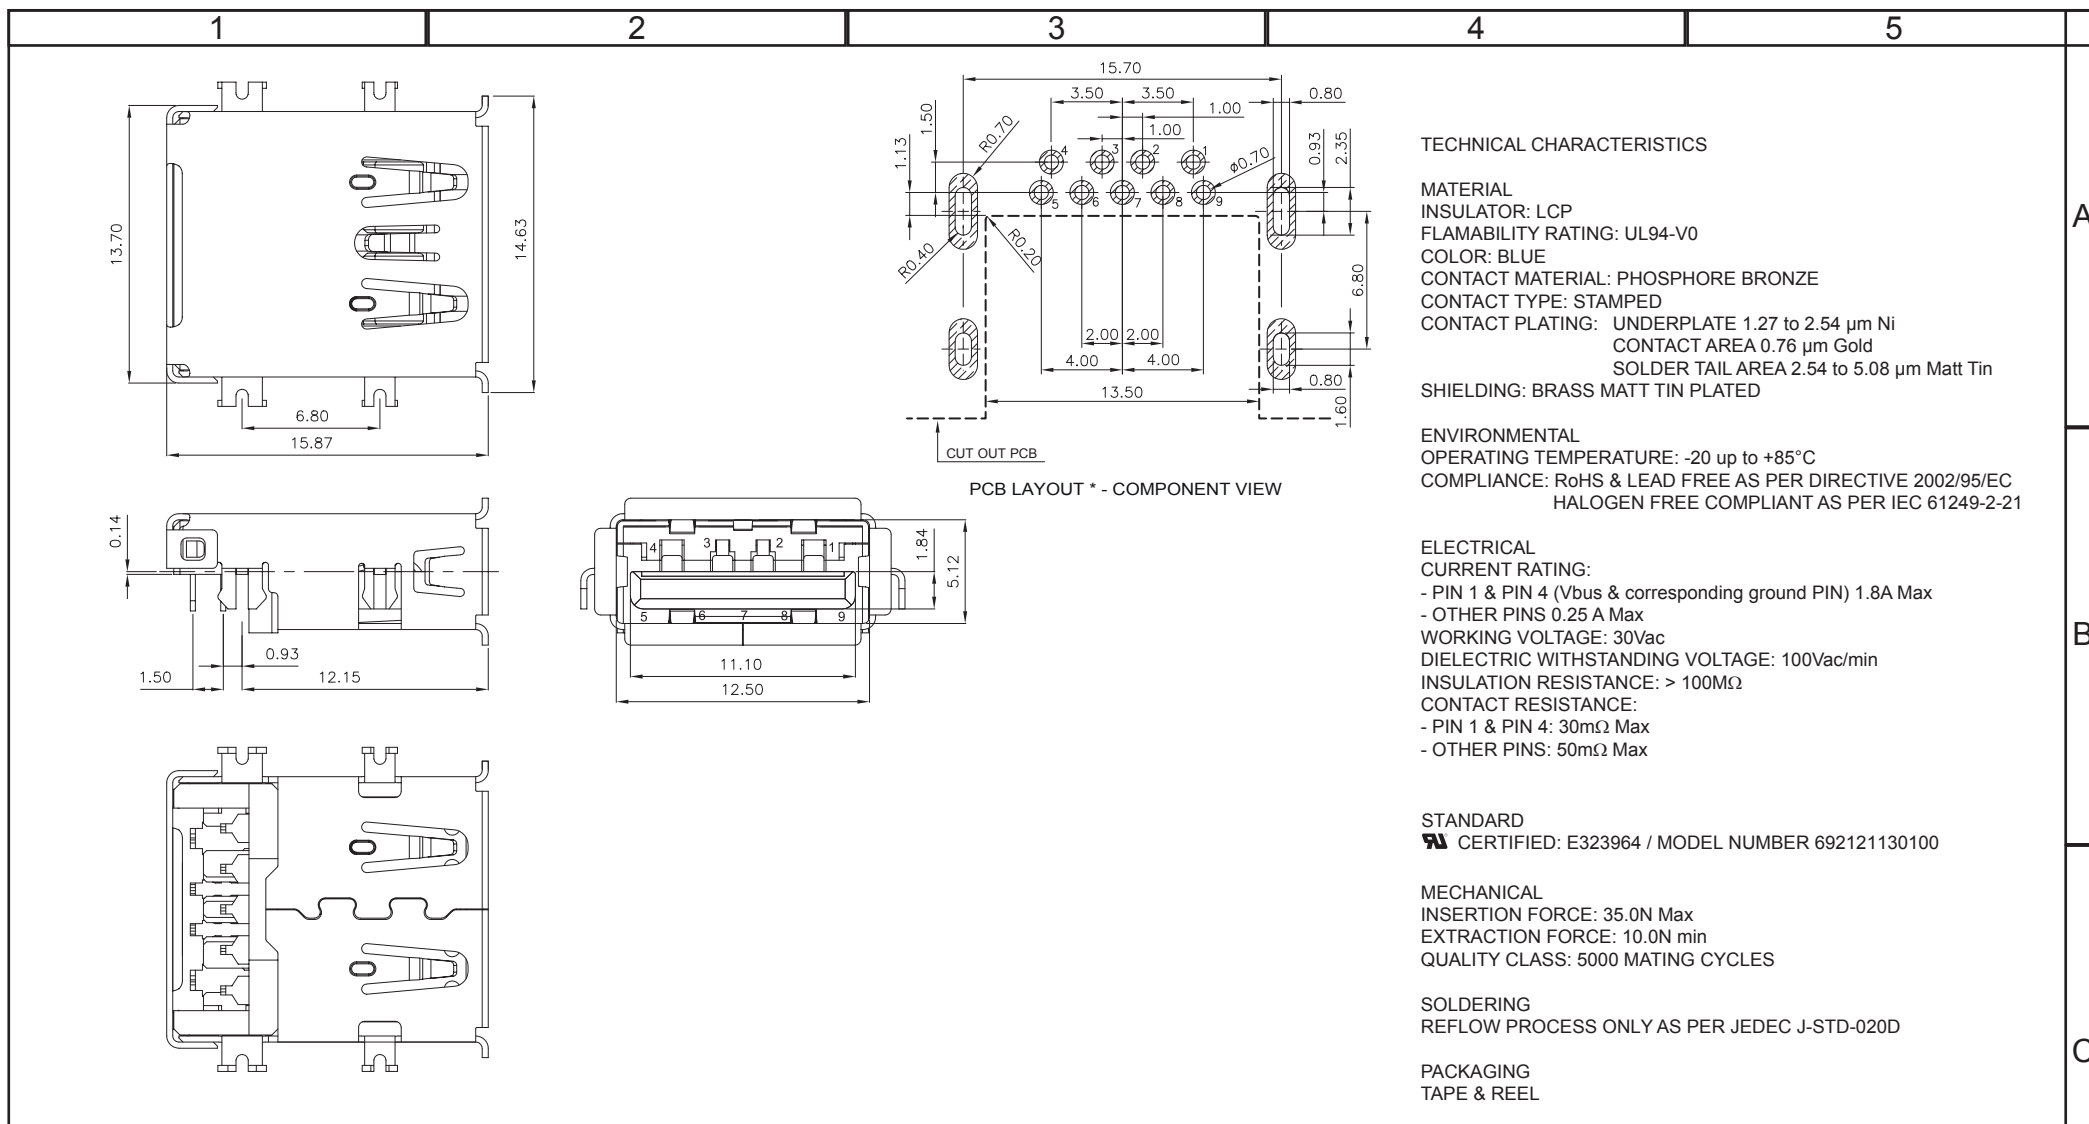 1 2 3 4 5
A
B
C
13.70
14.63
6.80
15.87
0.14
0.93
1.50
12.15
4 3 2 1
5 6 7 8 9
1.84
5.12
11.10
12.50
15.70
3.50 3.50
0.80
1.00
1.00
1.50
1.13
R0.70
4 3 2 1
ø0.70
0.93
2.35
5 6 7 8 9
R0.40
R0.20
6.80
2.00 2.00
4.00 4.00
0.80
13.50
1.60
CUT OUT PCB
PCB LAYOUT * - COMPONENT VIEW
TECHNICAL CHARACTERISTICS
MATERIAL
INSULATOR: LCP
FLAMABILITY RATING: UL94-V0
COLOR: BLUE
CONTACT MATERIAL: PHOSPHORE BRONZE
CONTACT TYPE: STAMPED
CONTACT PLATING: UNDERPLATE 1.27 to 2.54 µm Ni
CONTACT AREA 0.76 µm Gold
SOLDER TAIL AREA 2.54 to 5.08 µm Matt Tin
SHIELDING: BRASS MATT TIN PLATED
ENVIRONMENTAL
OPERATING TEMPERATURE: -20 up to +85°C
COMPLIANCE: RoHS & LEAD FREE AS PER DIRECTIVE 2002/95/EC
HALOGEN FREE COMPLIANT AS PER IEC 61249-2-21
ELECTRICAL
CURRENT RATING:
- PIN 1 & PIN 4 (Vbus & corresponding ground PIN) 1.8A Max
- OTHER PINS 0.25 A Max
WORKING VOLTAGE: 30Vac
DIELECTRIC WITHSTANDING VOLTAGE: 100Vac/min
INSULATION RESISTANCE: > 100MΩ
CONTACT RESISTANCE:
- PIN 1 & PIN 4: 30mΩ Max
- OTHER PINS: 50mΩ Max
STANDARD
CERTIFIED: E323964 / MODEL NUMBER 692121130100
MECHANICAL
INSERTION FORCE: 35.0N Max
EXTRACTION FORCE: 10.0N min
QUALITY CLASS: 5000 MATING CYCLES
SOLDERING
REFLOW PROCESS ONLY AS PER JEDEC J-STD-020D
PACKAGING
TAPE & REEL